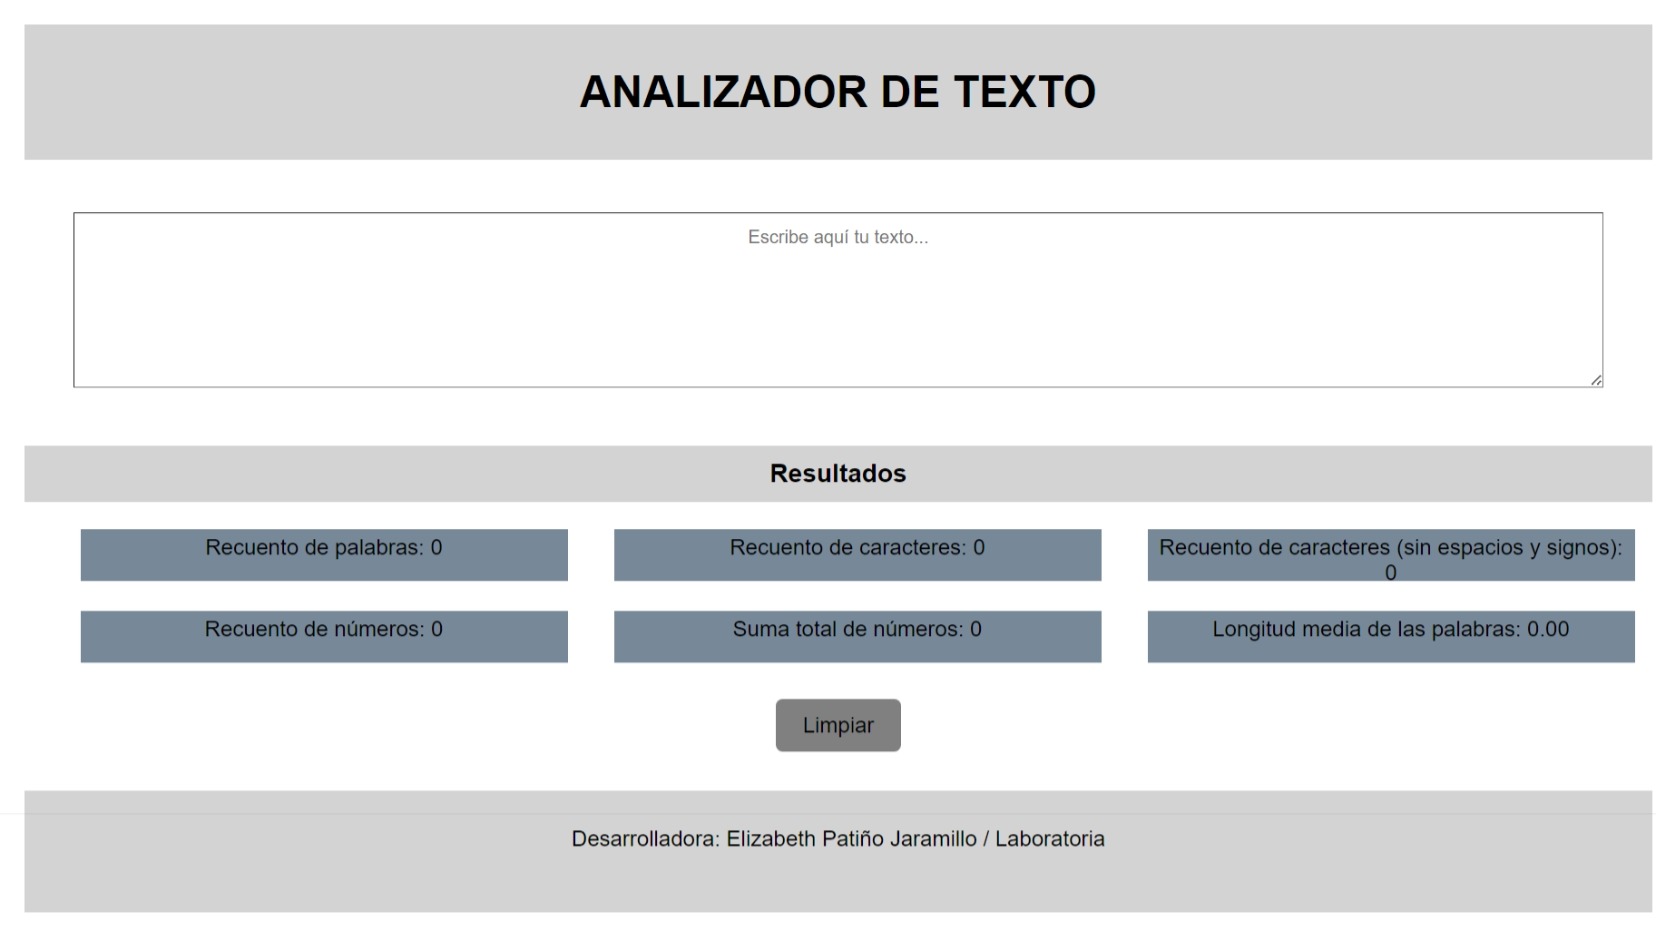 ANALIZADOR DE TEXTO
Escribe aquí tu texto...
Resultados
Recuento de palabras: 0
Recuento de caracteres: 0
Recuento de caracteres (sin espacios y signos):
0
Recuento de números: 0
Suma total de números: 0
Longitud media de las palabras: 0.00
Limpiar
Desarrolladora: Elizabeth Patiño Jaramillo / Laboratoria